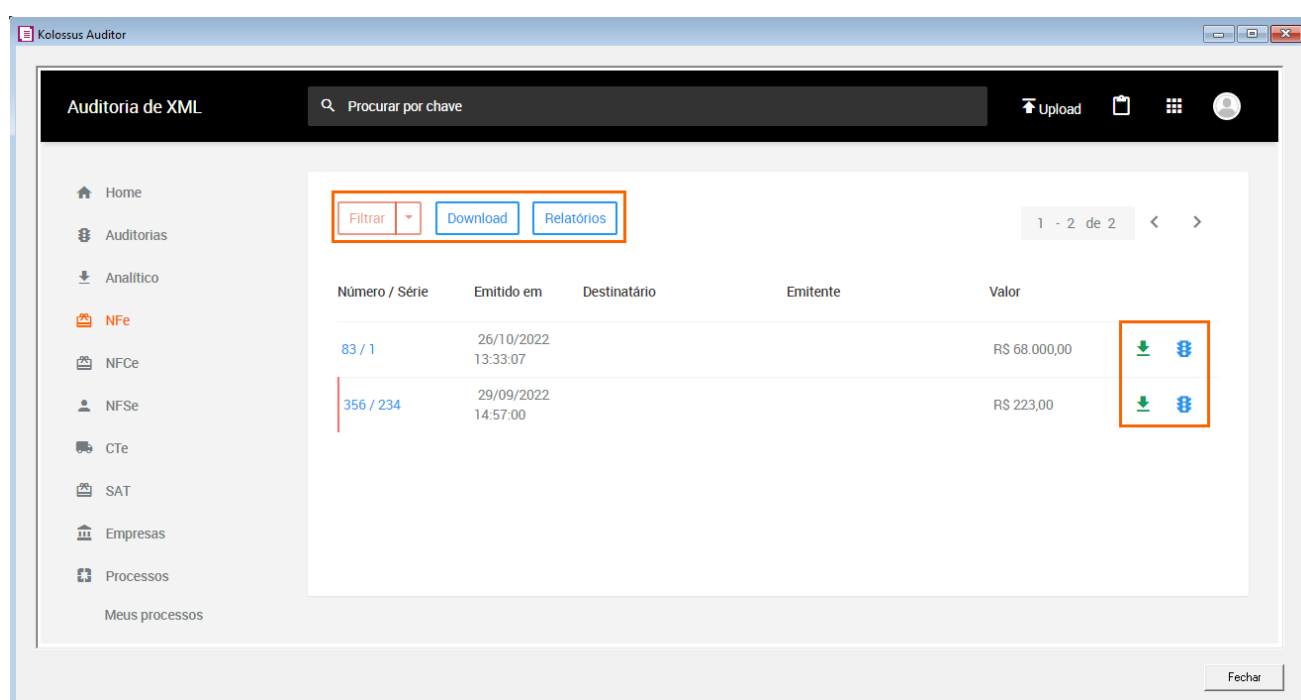 Kolossus Auditor
Auditoria de XML
Procurar por chave
Upload
Home
Auditorias
Analítico
NFe
NFCe
NFSe
CTe
SAT
Empresas
Processos
Meus processos
Filtrar
Download
Relatórios
1 - 2 de 2
Número / Série Emitido em Destinatário Emitente Valor
83 / 1 26/10/2022 R$ 68.000,00
13:33:07
356 / 234 29/09/2022 R$ 223,00
14:57:00
Fechar